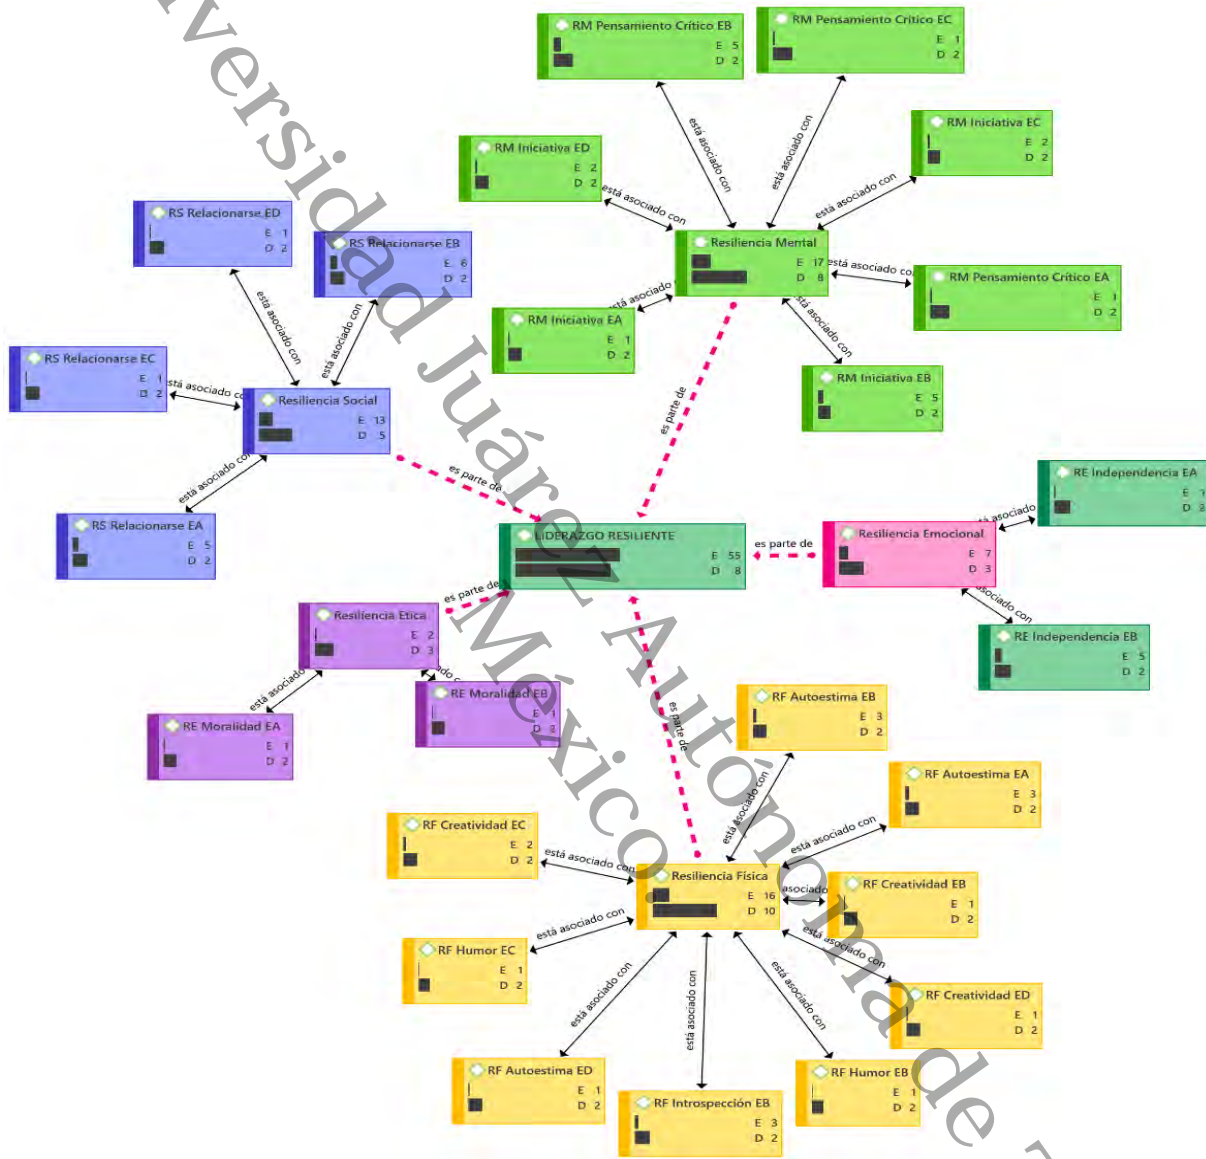 RM Pensamiento Crítico EB
E 5
D 2
RM Pensamiento Crítico EC
E 1
D 2
está asociado con
está asociado con
RM Iniciativa EC
E 2
D 2
RM Iniciativa ED
E 2
D 2
está asociado con
está asociado con
RS Relacionarse ED
E 1
D 2
RS Relacionarse EB
E 6
D 2
Resiliencia Mental
E 17
D 8
está asociado
RM Pensamiento Crítico EA
E 1
D 2
está asociado con
está asociado con
asociado
RM Iniciativa EA
E 1
D 2
está asociado con
RS Relacionarse EC
E 1
D 2
está asociado
RM Iniciativa EB
E 5
D 2
Resiliencia Social
E 13
D 5
es parte de
es parte de
está asociado
RE Independencia EA
E 1
D 2
RS Relacionarse EA
E 5
D 2
LIDERAZGO RESILIENTE
E 55
D 8
es parte de
Resiliencia Emocional
E 7
D 3
asociado
es parte de
asociado con
Resiliencia Etica
E 2
D 3
RE Independencia EB
E 5
D 2
está asociado
RE Moralidad EB
E 1
D 2
RE Moralidad EA
E 1
D 2
es parte de
RF Autoestima EB
E 3
D 2
está asociado con
RF Autoestima EA
E 3
D 2
RF Creatividad EC
E 2
D 2
está asociado con
está asociado con
Resiliencia Física
E 16
D 10
asociado
RF Creatividad EB
E 1
D 2
está asociado con
está asociado con
RF Humor EC
E 1
D 2
está asociado con
está asociado con
está asociado con
RF Creatividad ED
E 1
D 2
RF Autoestima ED
E 1
D 2
RF Introspección EB
E 3
D 2
RF Humor EB
E 1
D 2
versidad Juárez Autónoma de
México.